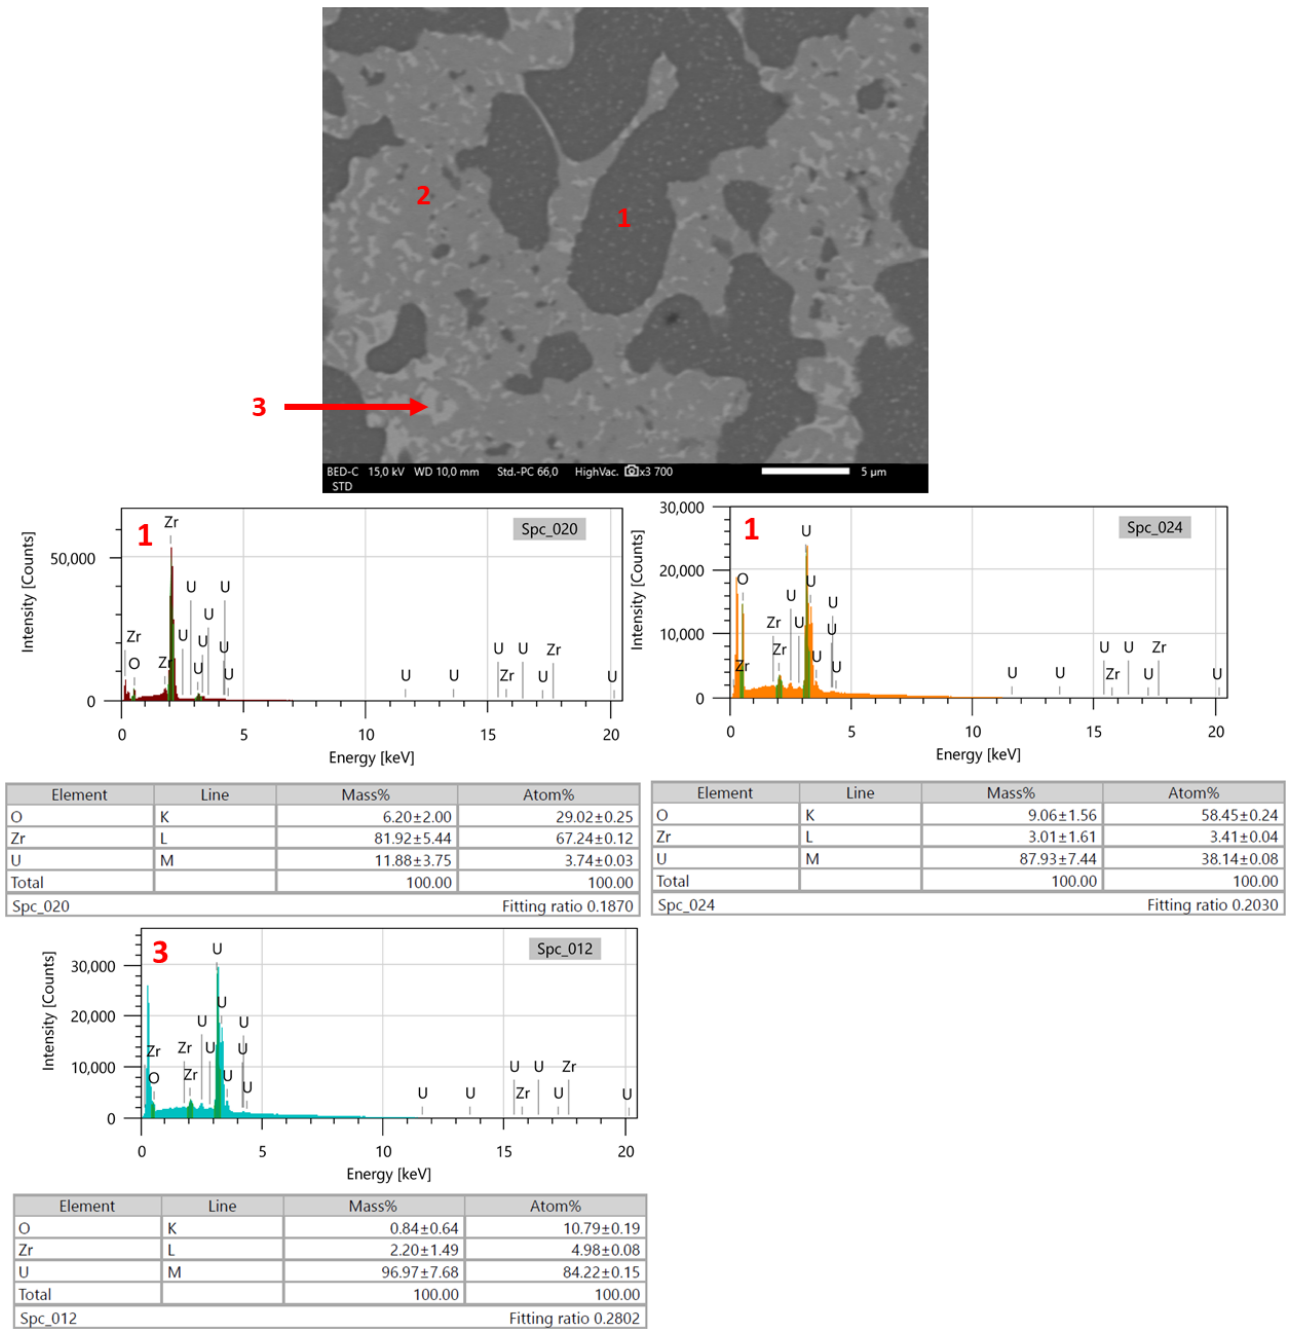 2
1
3
BED-C 15,0 kV WD 10,0 mm Std.-PC 66,0 HighVac. x3 700 5 µm
STD
1
Spc_020
Intensity [Counts]
50,000
0
Zr
Zr
O
Zr
U
U
U
U
U
U
U
U
U
U
U
Zr
U
U
Zr
U
0 5 10 15 20
Energy [keV]
Element Line Mass% Atom%
O K 6.20±2.00 29.02±0.25
Zr L 81.92±5.44 67.24±0.12
U M 11.88±3.75 3.74±0.03
Total 100.00 100.00
Spc_020 Fitting ratio 0.1870
1
Spc_024
Intensity [Counts]
30,000
20,000
10,000
0
O
Zr
Zr
Zr
U
U
U
U
U
U
U
U
U
U
U
Zr
U
U
Zr
U
0 5 10 15 20
Energy [keV]
Element Line Mass% Atom%
O K 9.06±1.56 58.45±0.24
Zr L 3.01±1.61 3.41±0.04
U M 87.93±7.44 38.14±0.08
Total 100.00 100.00
Spc_024 Fitting ratio 0.2030
3
Spc_012
Intensity [Counts]
30,000
20,000
10,000
0
Zr
O
Zr
Zr
U
U
U
U
U
U
U
U
U
U
U
Zr
U
U
Zr
U
0 5 10 15 20
Energy [keV]
Element Line Mass% Atom%
O K 0.84±0.64 10.79±0.19
Zr L 2.20±1.49 4.98±0.08
U M 96.97±7.68 84.22±0.15
Total 100.00 100.00
Spc_012 Fitting ratio 0.2802